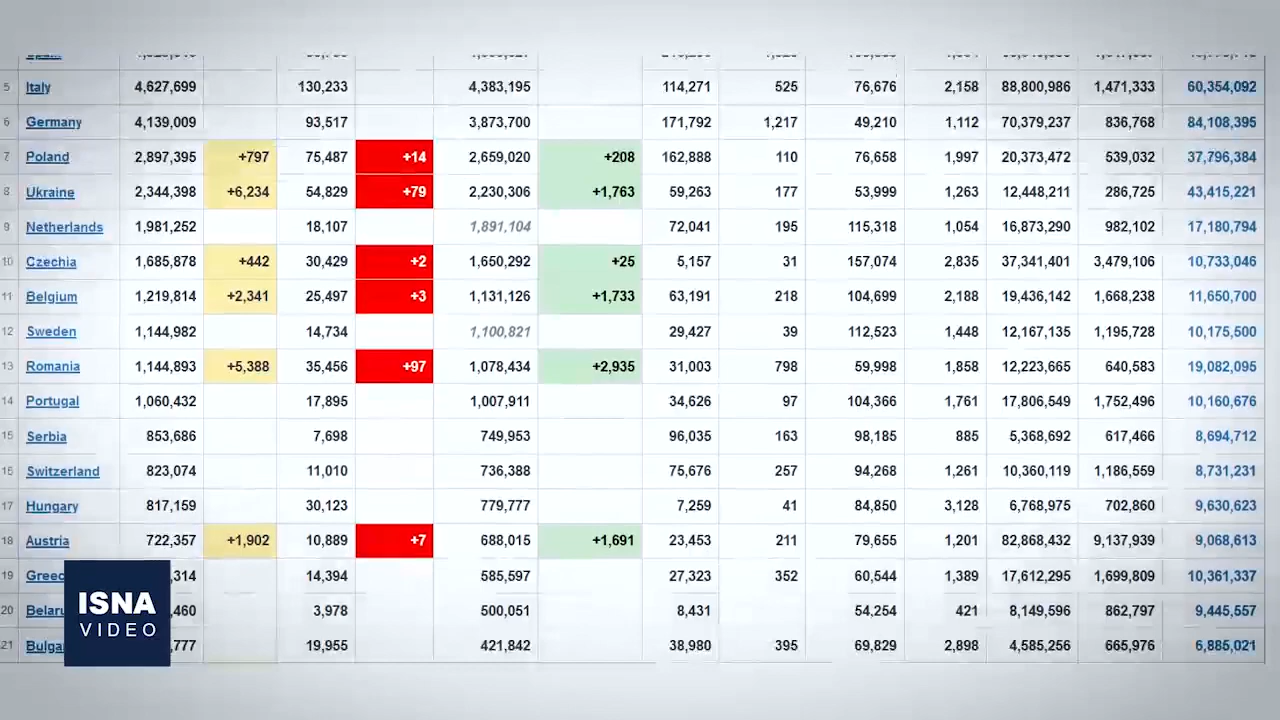 5 Italy 4,627,699 130,233 4,383,195 114,271 525 76,676 2,158 88,800,986 1,471,333 60,354,092
6 Germany 4,139,009 93,517 3,873,700 171,792 1,217 49,210 1,112 70,379,237 836,768 84,108,395
7 Poland 2,897,395 +797 75,487 +14 2,659,020 +208 162,888 110 76,658 1,997 20,373,472 539,032 37,796,384
8 Ukraine 2,344,398 +6,234 54,829 +79 2,230,306 +1,763 59,263 177 53,999 1,263 12,448,211 286,725 43,415,221
9 Netherlands 1,981,252 18,107 1,891,104 72,041 195 115,318 1,054 16,873,290 982,102 17,180,794
10 Czechia 1,685,878 +442 30,429 +2 1,650,292 +25 5,157 31 157,074 2,835 37,341,401 3,479,106 10,733,046
11 Belgium 1,219,814 +2,341 25,497 +3 1,131,126 +1,733 63,191 218 104,699 2,188 19,436,142 1,668,238 11,650,700
12 Sweden 1,144,982 14,734 1,100,821 29,427 39 112,523 1,448 12,167,135 1,195,728 10,175,500
13 Romania 1,144,893 +5,388 35,456 +97 1,078,434 +2,935 31,003 798 59,998 1,858 12,223,665 640,583 19,082,095
14 Portugal 1,060,432 17,895 1,007,911 34,626 97 104,366 1,761 17,806,549 1,752,496 10,160,676
15 Serbia 853,686 7,698 749,953 96,035 163 98,185 885 5,368,692 617,466 8,694,712
16 Switzerland 823,074 11,010 736,388 75,676 257 94,268 1,261 10,360,119 1,186,559 8,731,231
17 Hungary 817,159 30,123 779,777 7,259 41 84,850 3,128 6,768,975 702,860 9,630,623
18 Austria 722,357 +1,902 10,889 +7 688,015 +1,691 23,453 211 79,655 1,201 82,868,432 9,137,939 9,068,613
19 Greec ,314 14,394 585,597 27,323 352 60,544 1,389 17,612,295 1,699,809 10,361,337
20 Belaru ,460 3,978 500,051 8,431 54,254 421 8,149,596 862,797 9,445,557
21 Bulga ,777 19,955 421,842 38,980 395 69,829 2,898 4,585,256 665,976 6,885,021
ISNA
VIDEO